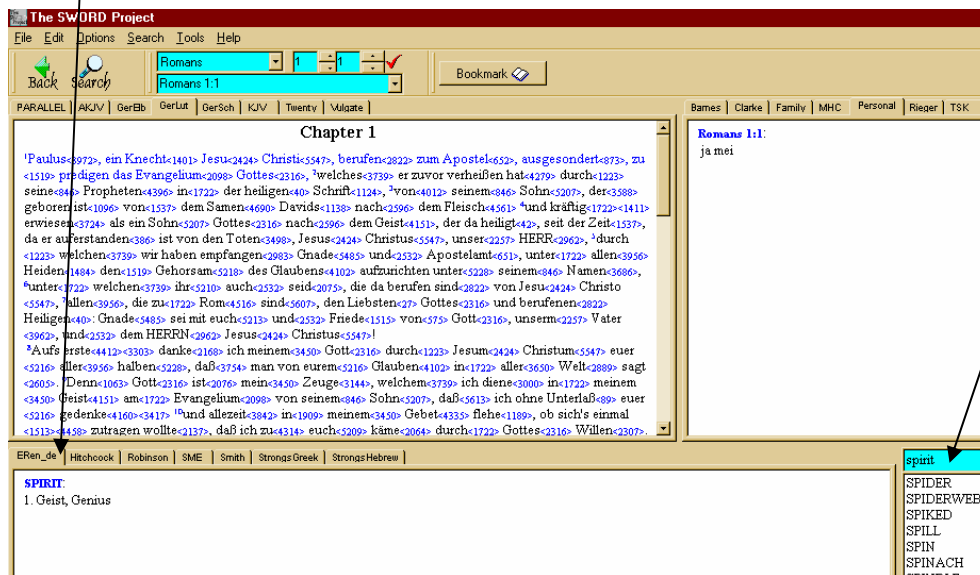 The SWORD Project
File Edit Options Search Tools Help
Back Search
Romans 1 1
Romans 1:1
Bookmark
PARALLEL AKJV GerElb GerLut GerSch KJV Twenty Vulgate
Chapter 1
¹Paulus<3972>, ein Knecht<1401> Jesu<2424> Christi<5547>, berufen<2822> zum Apostel<652>, ausgesondert<873>, zu
<1519> predigen das Evangelium<2098> Gottes<2316>, ²welches<3739> er zuvor verheißen hat<4279> durch<1223>
seine<846> Propheten<4396> in<1722> der heiligen<40> Schrift<1124>, ³von<4012> seinem<846> Sohn<5207>, der<3588>
geboren ist<1096> von<1537> dem Samen<4690> Davids<1138> nach<2596> dem Fleisch<4561> ⁴und kräftig<1722><1411>
erwiesen<3724> als ein Sohn<5207> Gottes<2316> nach<2596> dem Geist<4151>, der da heiligt<42>, seit der Zeit<1537>,
da er auferstanden<386> ist von den Toten<3498>, Jesus<2424> Christus<5547>, unser<2257> HERR<2962>, ⁵durch
<1223> welchen<3739> wir haben empfangen<2983> Gnade<5485> und<2532> Apostelamt<651>, unter<1722> allen<3956>
Heiden<1484> den<1519> Gehorsam<5218> des Glaubens<4102> aufzurichten unter<5228> seinem<846> Namen<3686>,
⁶unter<1722> welchen<3739> ihr<5210> auch<2532> seid<2075>, die da berufen sind<2822> von Jesu<2424> Christo
<5547>, ⁷allen<3956>, die zu<1722> Rom<4516> sind<5607>, den Liebsten<27> Gottes<2316> und berufenen<2822>
Heiligen<40>: Gnade<5485> sei mit euch<5213> und<2532> Friede<1515> von<575> Gott<2316>, unserm<2257> Vater
<3962>, und<2532> dem HERRN<2962> Jesus<2424> Christus<5547>!
⁸Aufs erste<4412><3303> danke<2168> ich meinem<3450> Gott<2316> durch<1223> Jesum<2424> Christum<5547> euer
<5216> aller<3956> halben<5228>, daß<3754> man von eurem<5216> Glauben<4102> in<1722> aller<3650> Welt<2889> sagt
<2605>. ⁹Denn<1063> Gott<2316> ist<2076> mein<3450> Zeuge<3144>, welchem<3739> ich diene<3000> in<1722> meinem
<3450> Geist<4151> am<1722> Evangelium<2098> von seinem<846> Sohn<5207>, daß<5613> ich ohne Unterlaß<89> euer
<5216> gedenke<4160><3417> ¹⁰und allezeit<3842> in<1909> meinem<3450> Gebet<4335> flehe<1189>, ob sich's einmal
<1513><4458> zutragen wollte<2137>, daß ich zu<4314> euch<5209> käme<2064> durch<1722> Gottes<2316> Willen<2307>.
Barnes Clarke Family MHC Personal Rieger TSK
Romans 1:1:
ja mei
ERen_de Hitchcock Robinson SME Smith StrongsGreek StrongsHebrew
SPIRIT:
1. Geist, Genius
spirit
SPIDER
SPIDERWEB
SPIKED
SPILL
SPIN
SPINACH